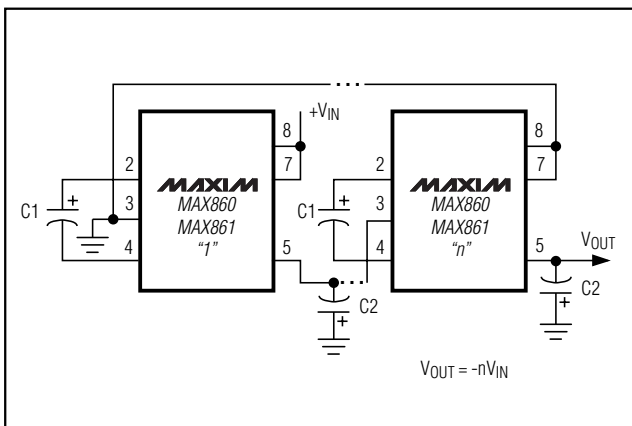 +VIN
8
7
2
3
4
5
C1
+
MAXIM
MAX860
MAX861
"1"
+
C2
8
7
2
3
4
5
C1
+
MAXIM
MAX860
MAX861
"n"
VOUT
C2
+
VOUT = -nVIN